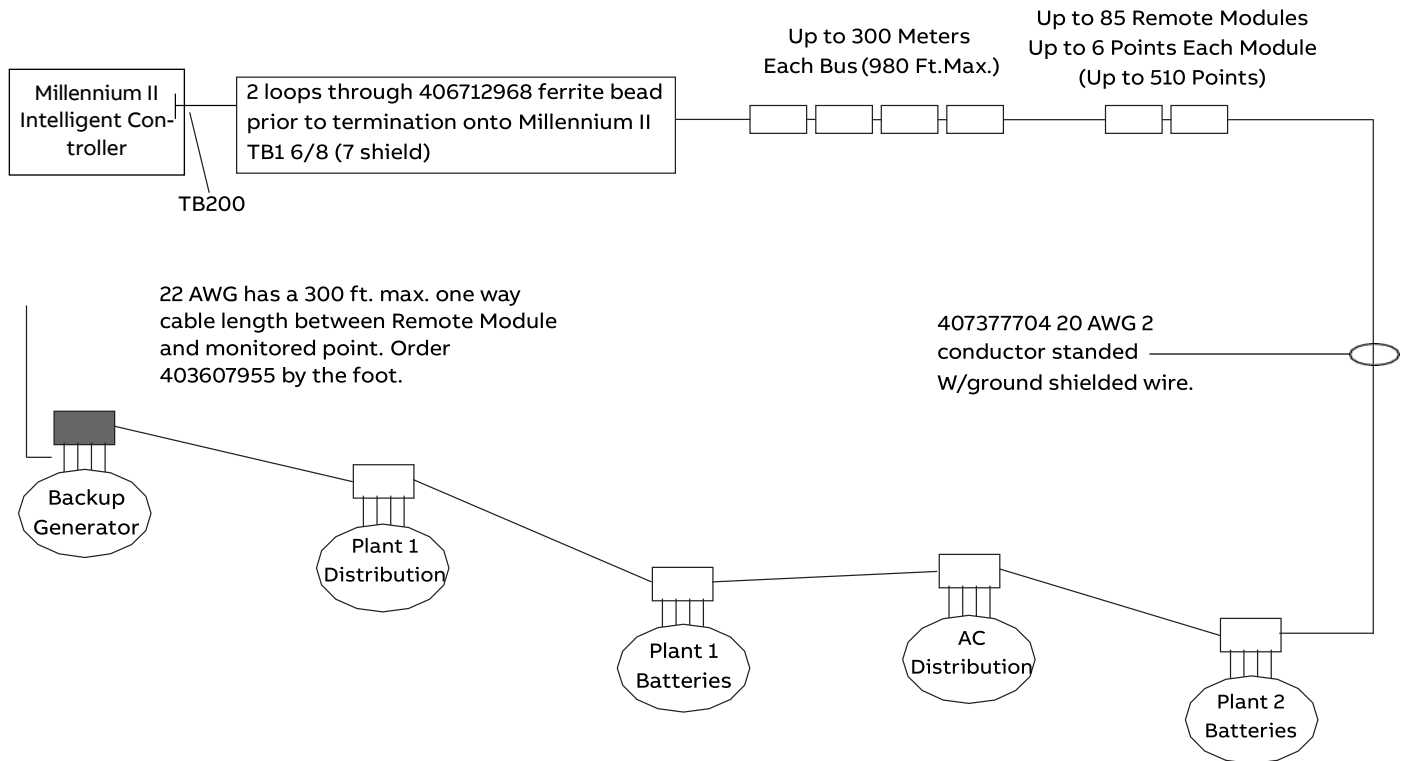 Up to 85 Remote Modules
Up to 300 Meters
Up to 6 Points Each Module
Each Bus (980 Ft.Max.)
(Up to 510 Points)
Millennium II
Intelligent Con-
troller
2 loops through 406712968 ferrite bead
prior to termination onto Millennium II
TB1 6/8 (7 shield)
TB200
22 AWG has a 300 ft. max. one way
cable length between Remote Module
and monitored point. Order
403607955 by the foot.
407377704 20 AWG 2
conductor standed
W/ground shielded wire.
Backup
Generator
Plant 1
Distribution
Plant 1
Batteries
AC
Distribution
Plant 2
Batteries